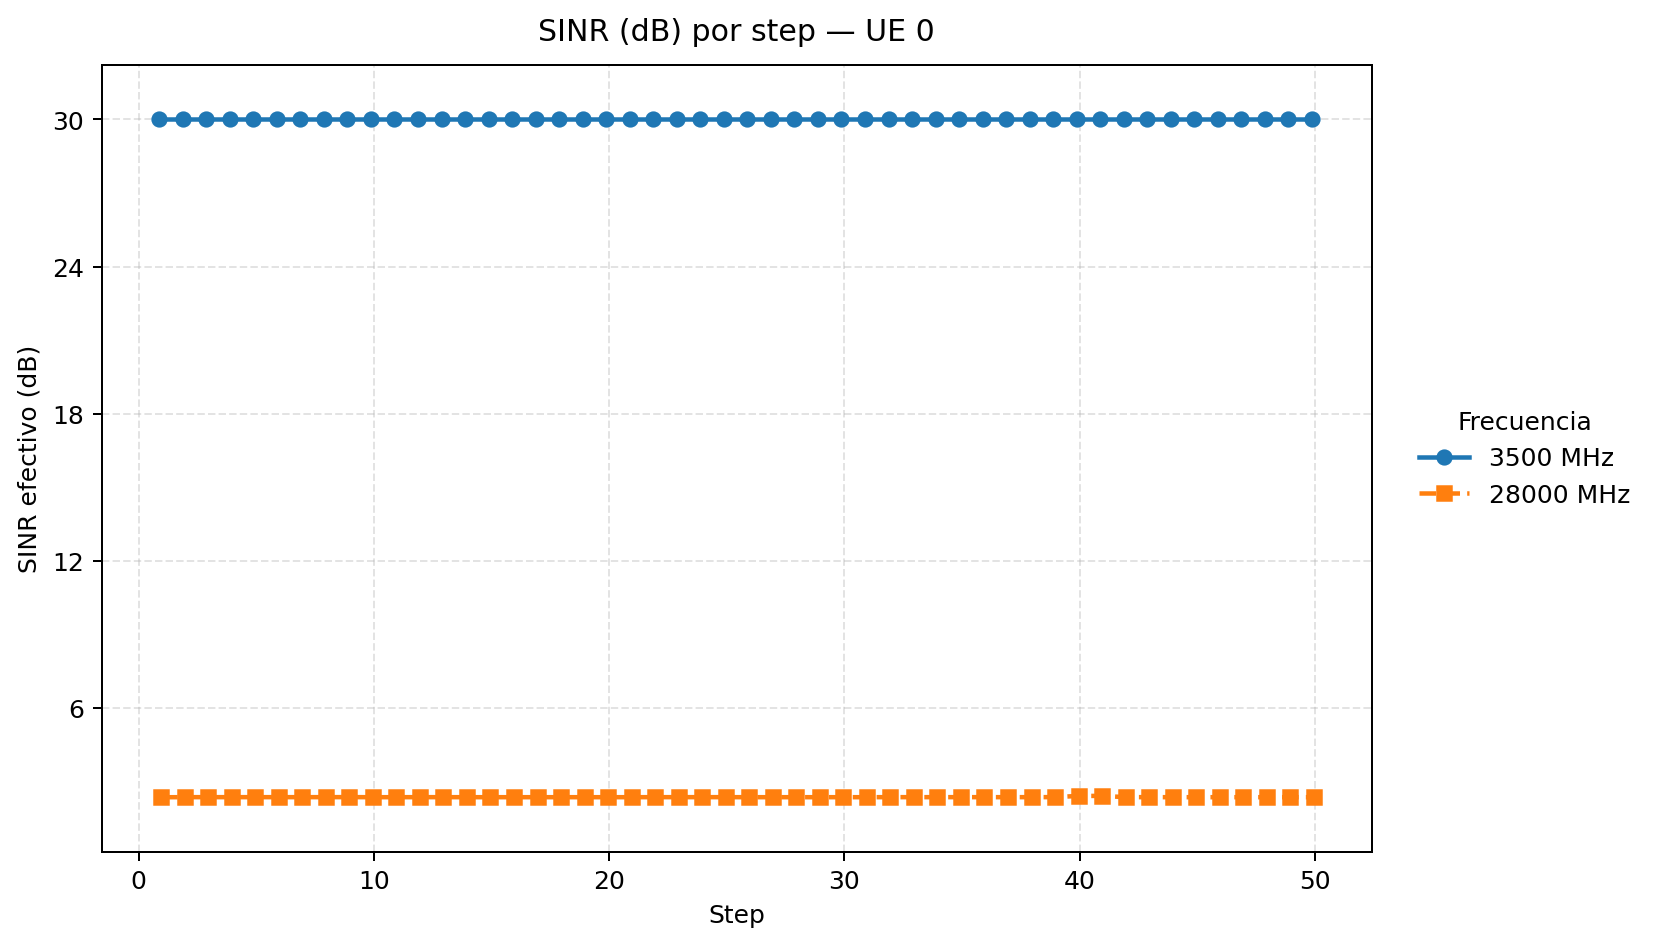 SINR (dB) por step — UE 0
SINR efectivo (dB)
30
24
18
12
6
0 10 20 30 40 50
Step
Frecuencia
3500 MHz
28000 MHz